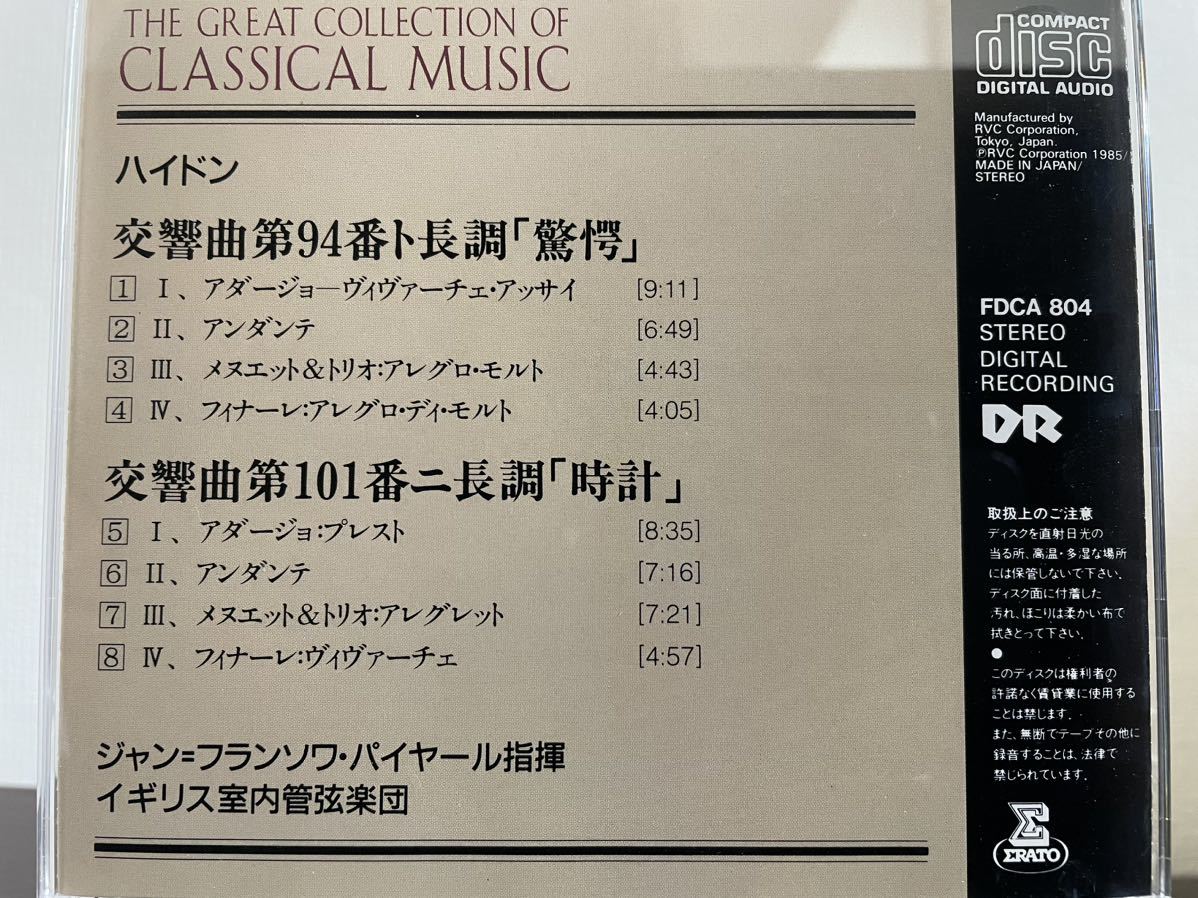 THE GREAT COLLECTION OF
CLASSICAL MUSIC
ハイドン
交響曲第94番ト長調「驚愕」
1 I、アダージョ―ヴィヴァーチェ・アッサイ [9:11]
2 II、アンダンテ [6:49]
3 III、メヌエット&トリオ:アレグロ・モルト [4:43]
4 IV、フィナーレ:アレグロ・ディ・モルト [4:05]
交響曲第101番ニ長調「時計」
5 I、アダージョ:プレスト [8:35]
6 II、アンダンテ [7:16]
7 III、メヌエット&トリオ:アレグレット [7:21]
8 IV、フィナーレ:ヴィヴァーチェ [4:57]
ジャン=フランソワ・パイヤール指揮
イギリス室内管弦楽団
COMPACT
disc
DIGITAL AUDIO
Manufactured by
RVC Corporation,
Tokyo, Japan.
ⓅRVC Corporation 1985/
MADE IN JAPAN/
STEREO
FDCA 804
STEREO
DIGITAL
RECORDING
DR
取扱上のご注意
ディスクを直射日光の
当る所、高温・多湿な場所
には保管しないで下さい.
ディスク面に付着した
汚れ、ほこりは柔かい布で
拭きとって下さい.
●
このディスクは権利者の
許諾なく賃貸業に使用する
ことは禁じます.
また、無断でテープその他に
録音することは、法律で
禁じられています.
ERATO